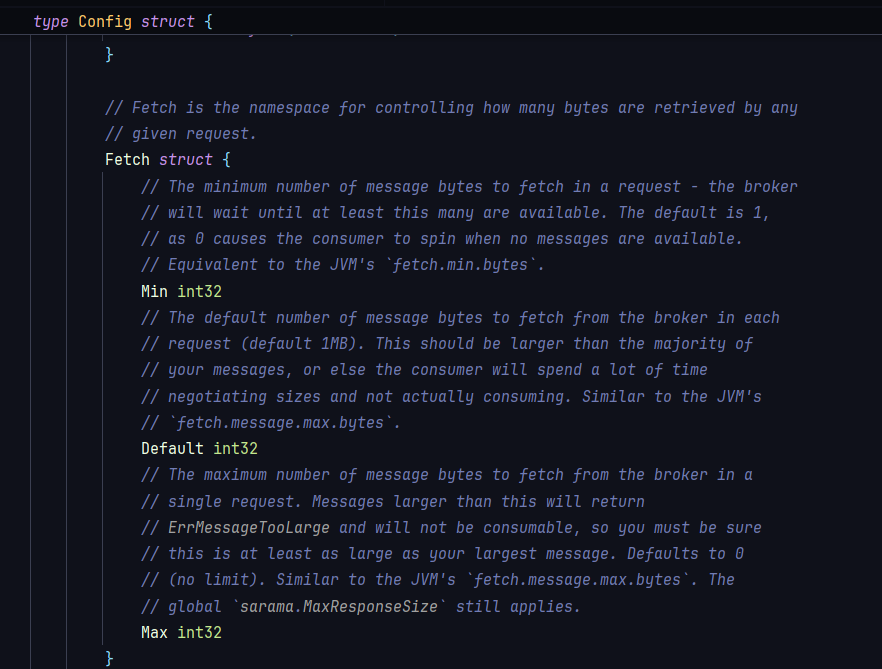 type Config struct {
}
// Fetch is the namespace for controlling how many bytes are retrieved by any
// given request.
Fetch struct {
// The minimum number of message bytes to fetch in a request - the broker
// will wait until at least this many are available. The default is 1,
// as 0 causes the consumer to spin when no messages are available.
// Equivalent to the JVM's `fetch.min.bytes`.
Min int32
// The default number of message bytes to fetch from the broker in each
// request (default 1MB). This should be larger than the majority of
// your messages, or else the consumer will spend a lot of time
// negotiating sizes and not actually consuming. Similar to the JVM's
// `fetch.message.max.bytes`.
Default int32
// The maximum number of message bytes to fetch from the broker in a
// single request. Messages larger than this will return
// ErrMessageTooLarge and will not be consumable, so you must be sure
// this is at least as large as your largest message. Defaults to 0
// (no limit). Similar to the JVM's `fetch.message.max.bytes`. The
// global `sarama.MaxResponseSize` still applies.
Max int32
}